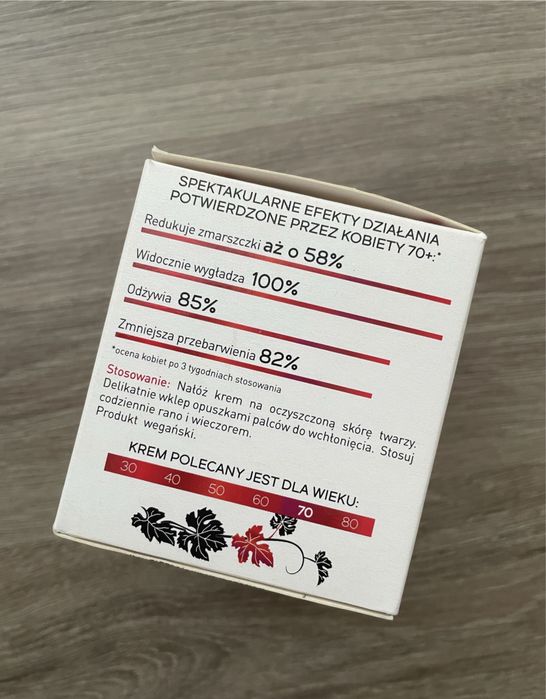 SPEKTAKULARNE EFEKTY DZIAŁANIA
POTWIERDZONE PRZEZ KOBIETY 70+:*
Redukuje zmarszczki aż o 58%
Widocznie wygładza 100%
Odżywia 85%
Zmniejsza przebarwienia 82%
*ocena kobiet po 3 tygodniach stosowania
Stosowanie: Nałóż krem na oczyszczoną skórę twarzy.
Delikatnie wklep opuszkami palców do wchłonięcia. Stosuj
codziennie rano i wieczorem.
Produkt wegański.
KREM POLECANY JEST DLA WIEKU:
30 40 50 60 70 80